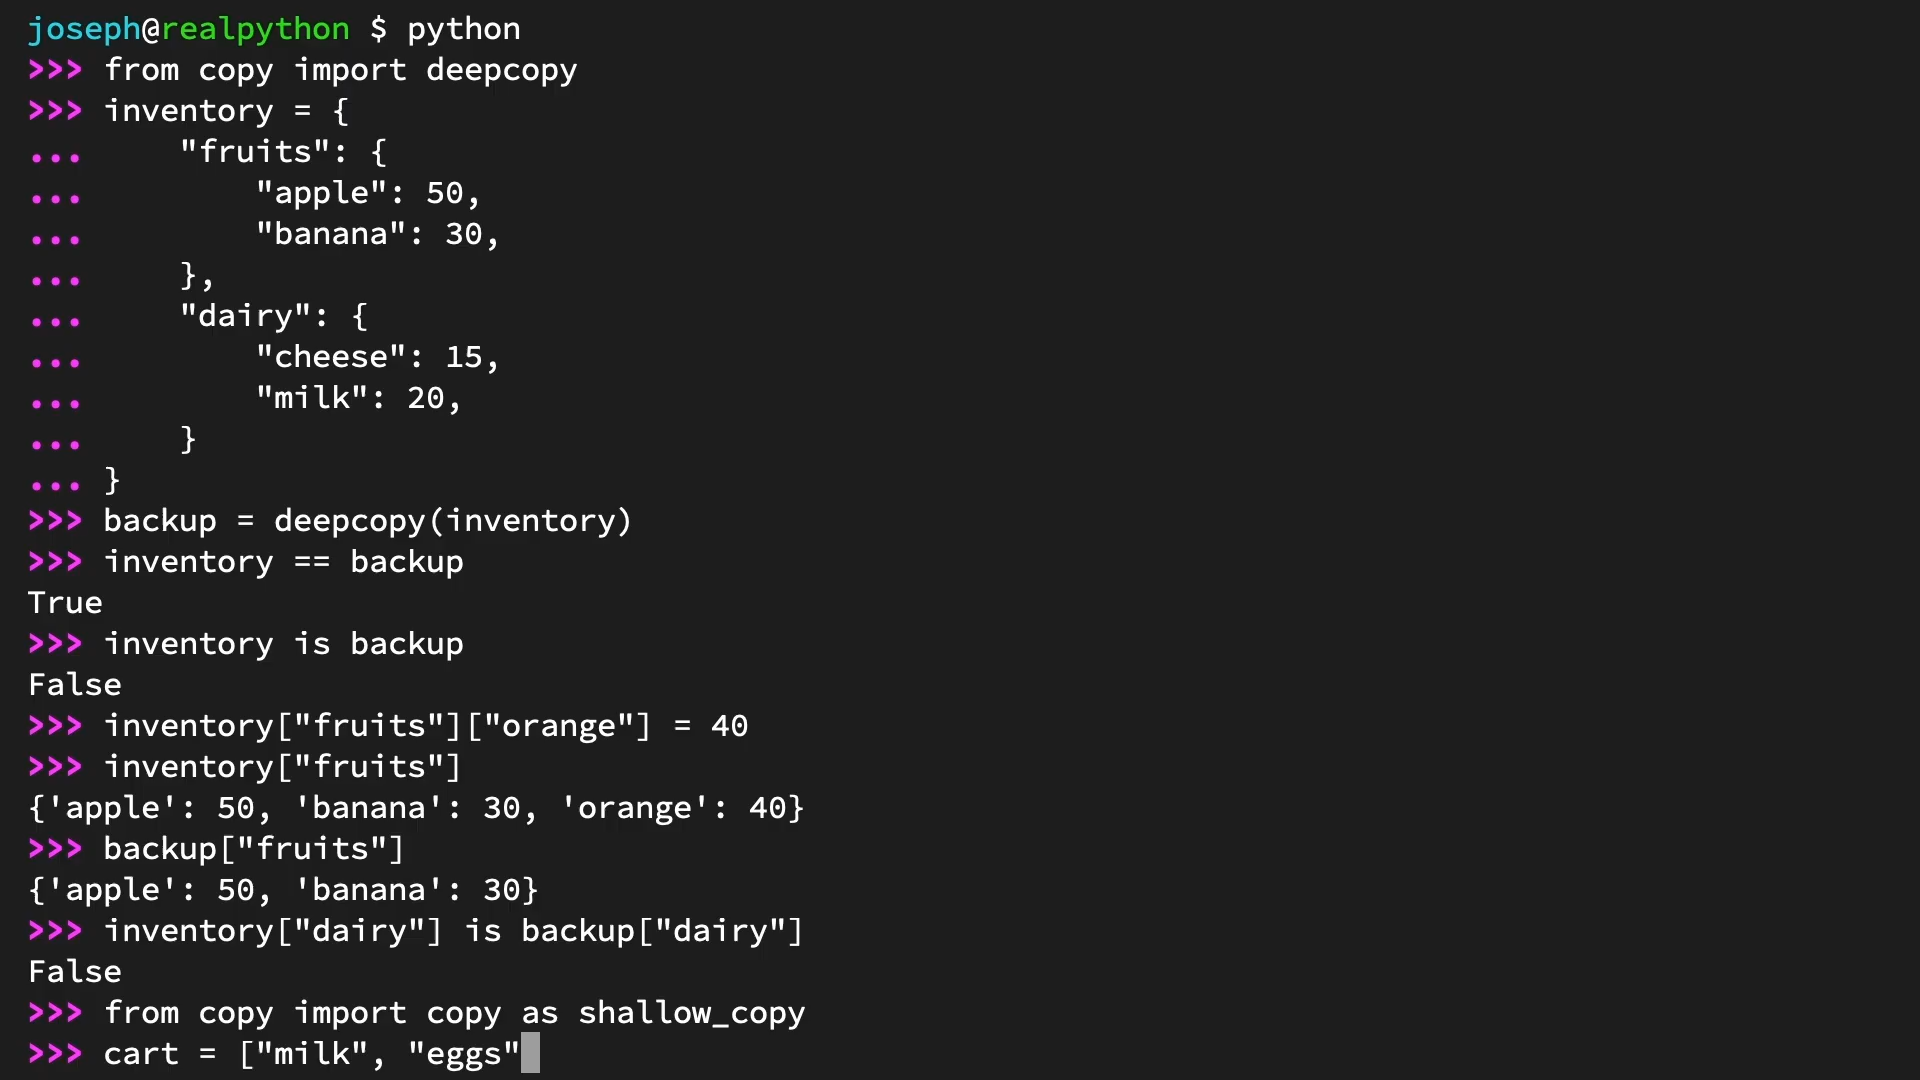 joseph@realpython $ python
>>> from copy import deepcopy
>>> inventory = {
...     "fruits": {
...         "apple": 50,
...         "banana": 30,
...     },
...     "dairy": {
...         "cheese": 15,
...         "milk": 20,
...     }
... }
>>> backup = deepcopy(inventory)
>>> inventory == backup
True
>>> inventory is backup
False
>>> inventory["fruits"]["orange"] = 40
>>> inventory["fruits"]
{'apple': 50, 'banana': 30, 'orange': 40}
>>> backup["fruits"]
{'apple': 50, 'banana': 30}
>>> inventory["dairy"] is backup["dairy"]
False
>>> from copy import copy as shallow_copy
>>> cart = ["milk", "eggs"